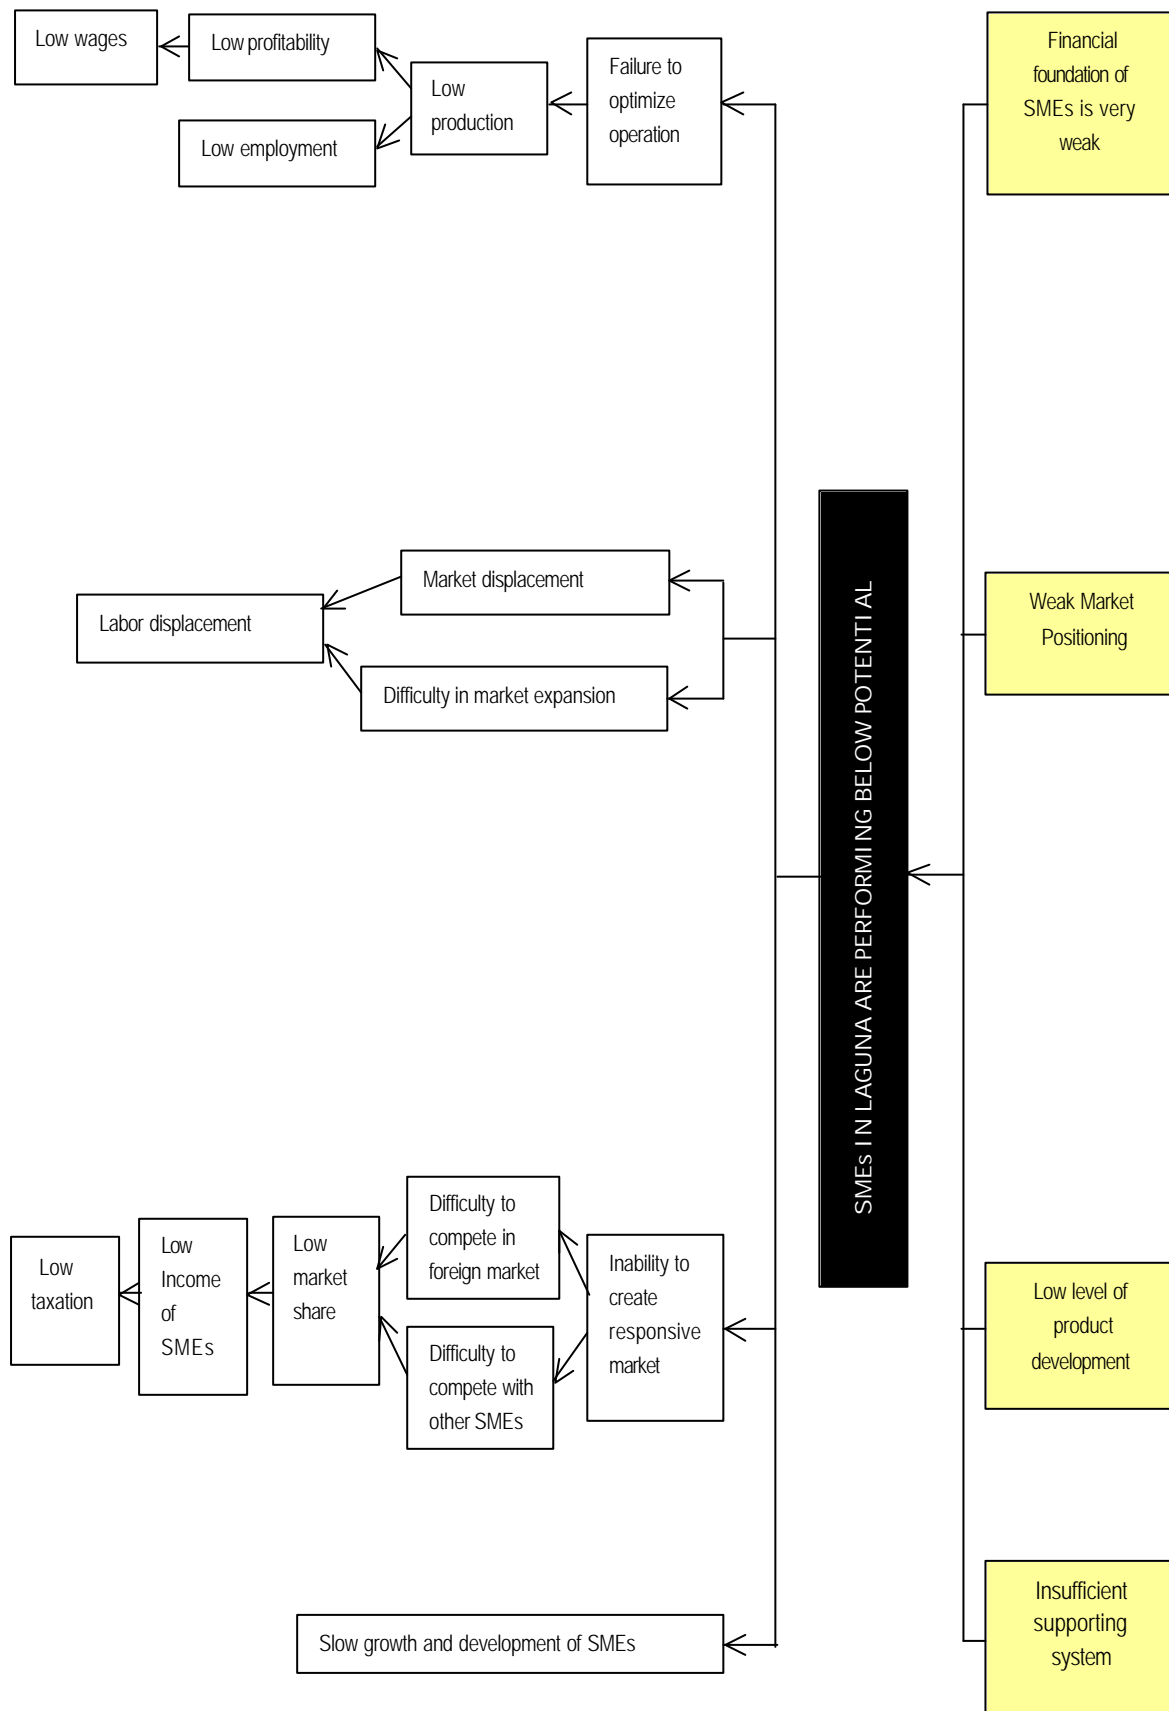 Low wages
Low profitability
Low employment
Low
production
Failure to
optimize
operation
Financial
foundation of
SMEs is very
weak
Market displacement
Labor displacement
Difficulty in market expansion
SMEs IN LAGUNA ARE PERFORMING BELOW POTENTIAL
Weak Market
Positioning
Low
taxation
Low
Income
of
SMEs
Low
market
share
Difficulty to
compete in
foreign market
Difficulty to
compete with
other SMEs
Inability to
create
responsive
market
Low level of
product
development
Slow growth and development of SMEs
Insufficient
supporting
system